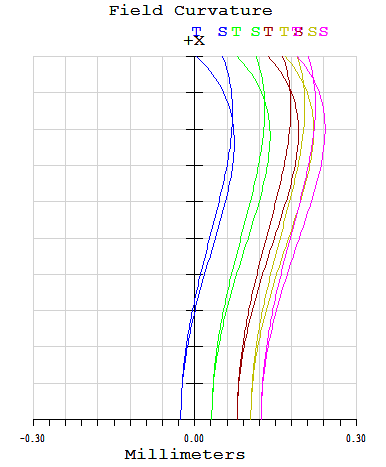 Field Curvature
T S T S T T S S S
+X
-0.30 0.00 0.30
Millimeters